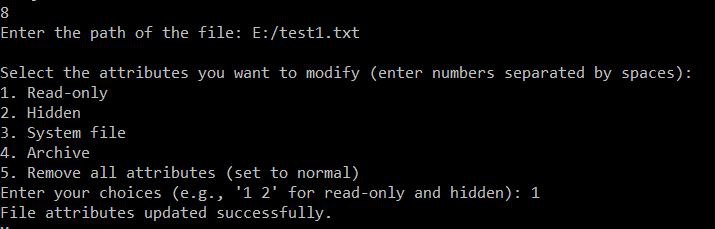 8
Enter the path of the file: E:/test1.txt
Select the attributes you want to modify (enter numbers separated by spaces):
1. Read-only
2. Hidden
3. System file
4. Archive
5. Remove all attributes (set to normal)
Enter your choices (e.g., '1 2' for read-only and hidden): 1
File attributes updated successfully.